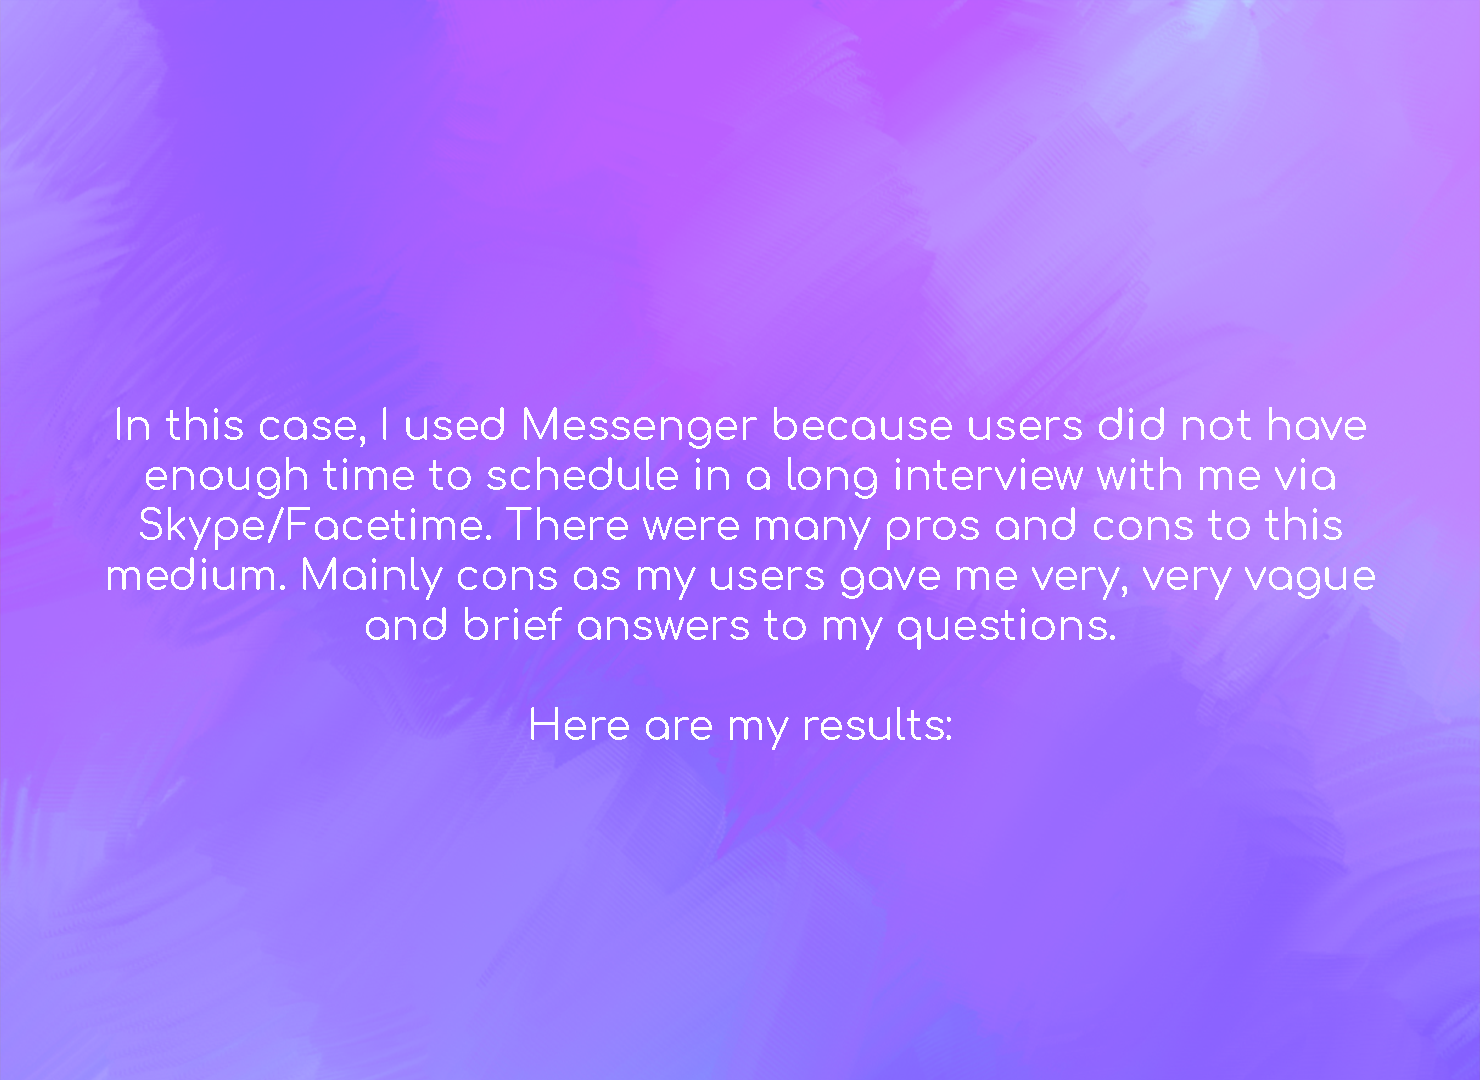 In this case, I used Messenger because users did not have
enough time to schedule in a long interview with me via
Skype/Facetime. There were many pros and cons to this
medium. Mainly cons as my users gave me very, very vague
and brief answers to my questions.
Here are my results: